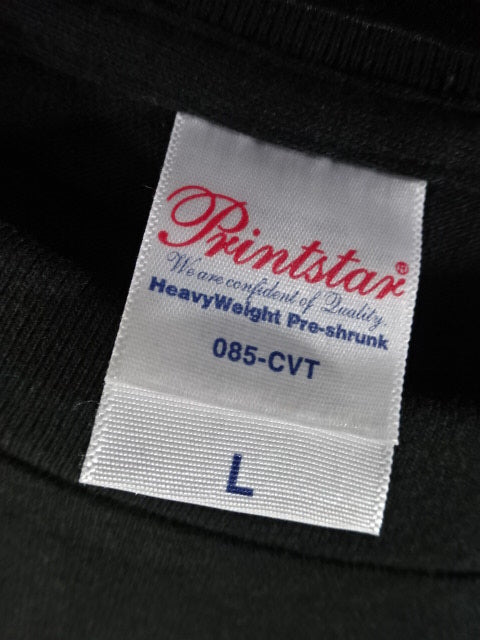 Printstar®
We are confident of Quality
HeavyWeight Pre-shrunk
085-CVT
L